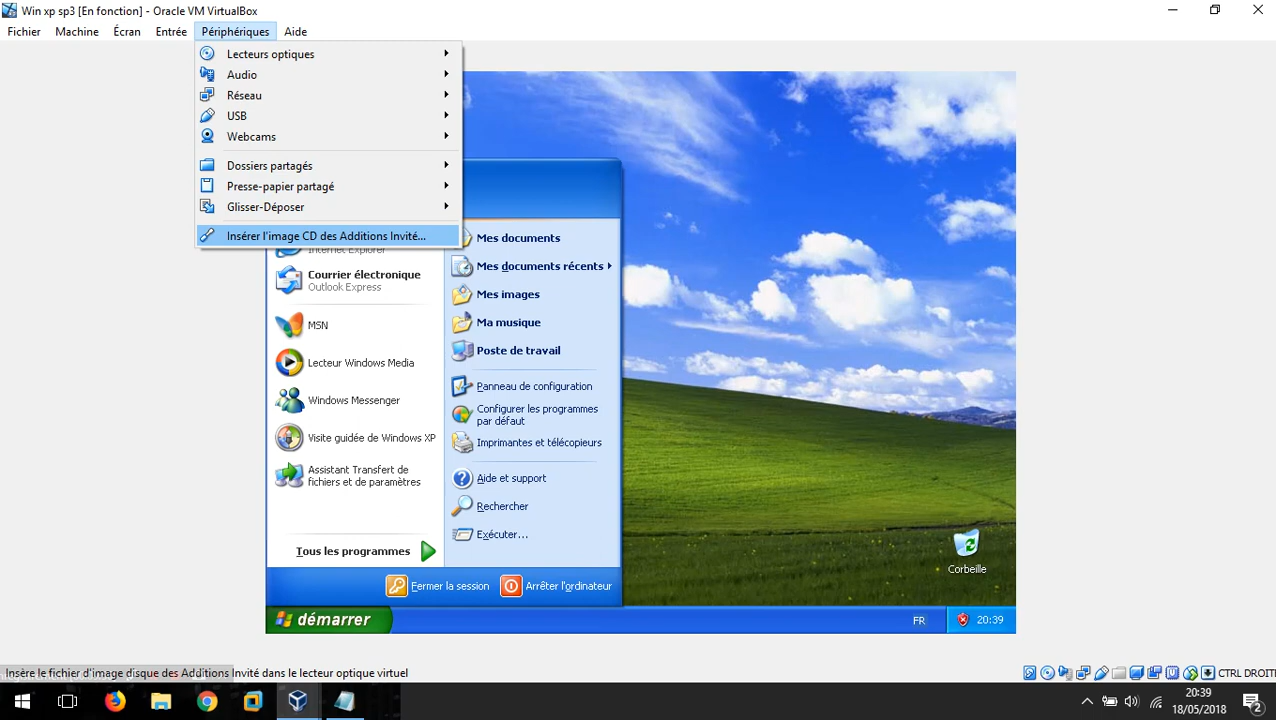 Win xp sp3 [En fonction] - Oracle VM VirtualBox
Fichier Machine Écran Entrée Périphériques Aide
Lecteurs optiques
Audio
Réseau
USB
Webcams
Dossiers partagés
Presse-papier partagé
Glisser-Déposer
Insérer l'image CD des Additions Invité...
Internet Explorer
Courrier électronique
Outlook Express
MSN
Lecteur Windows Media
Windows Messenger
Visite guidée de Windows XP
Assistant Transfert de
fichiers et de paramètres
Tous les programmes
Mes documents
Mes documents récents
Mes images
Ma musique
Poste de travail
Panneau de configuration
Configurer les programmes
par défaut
Imprimantes et télécopieurs
Aide et support
Rechercher
Exécuter...
Fermer la session
Arrêter l'ordinateur
Corbeille
démarrer
FR
20:39
Insère le fichier d'image disque des Additions Invité dans le lecteur optique virtuel
CTRL DROITE
20:39
18/05/2018
2